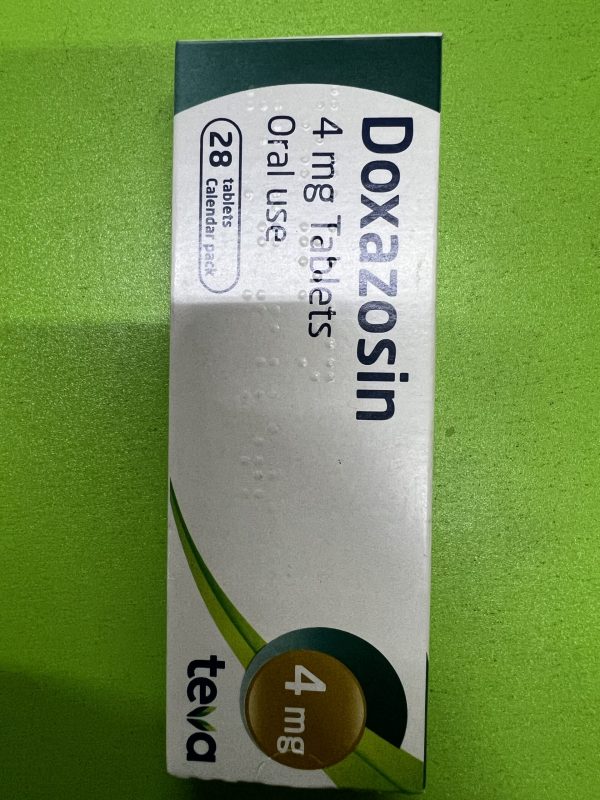 Doxazosin
4 mg Tablets
Oral use
28 tablets
Calendar pack
4 mg
teva